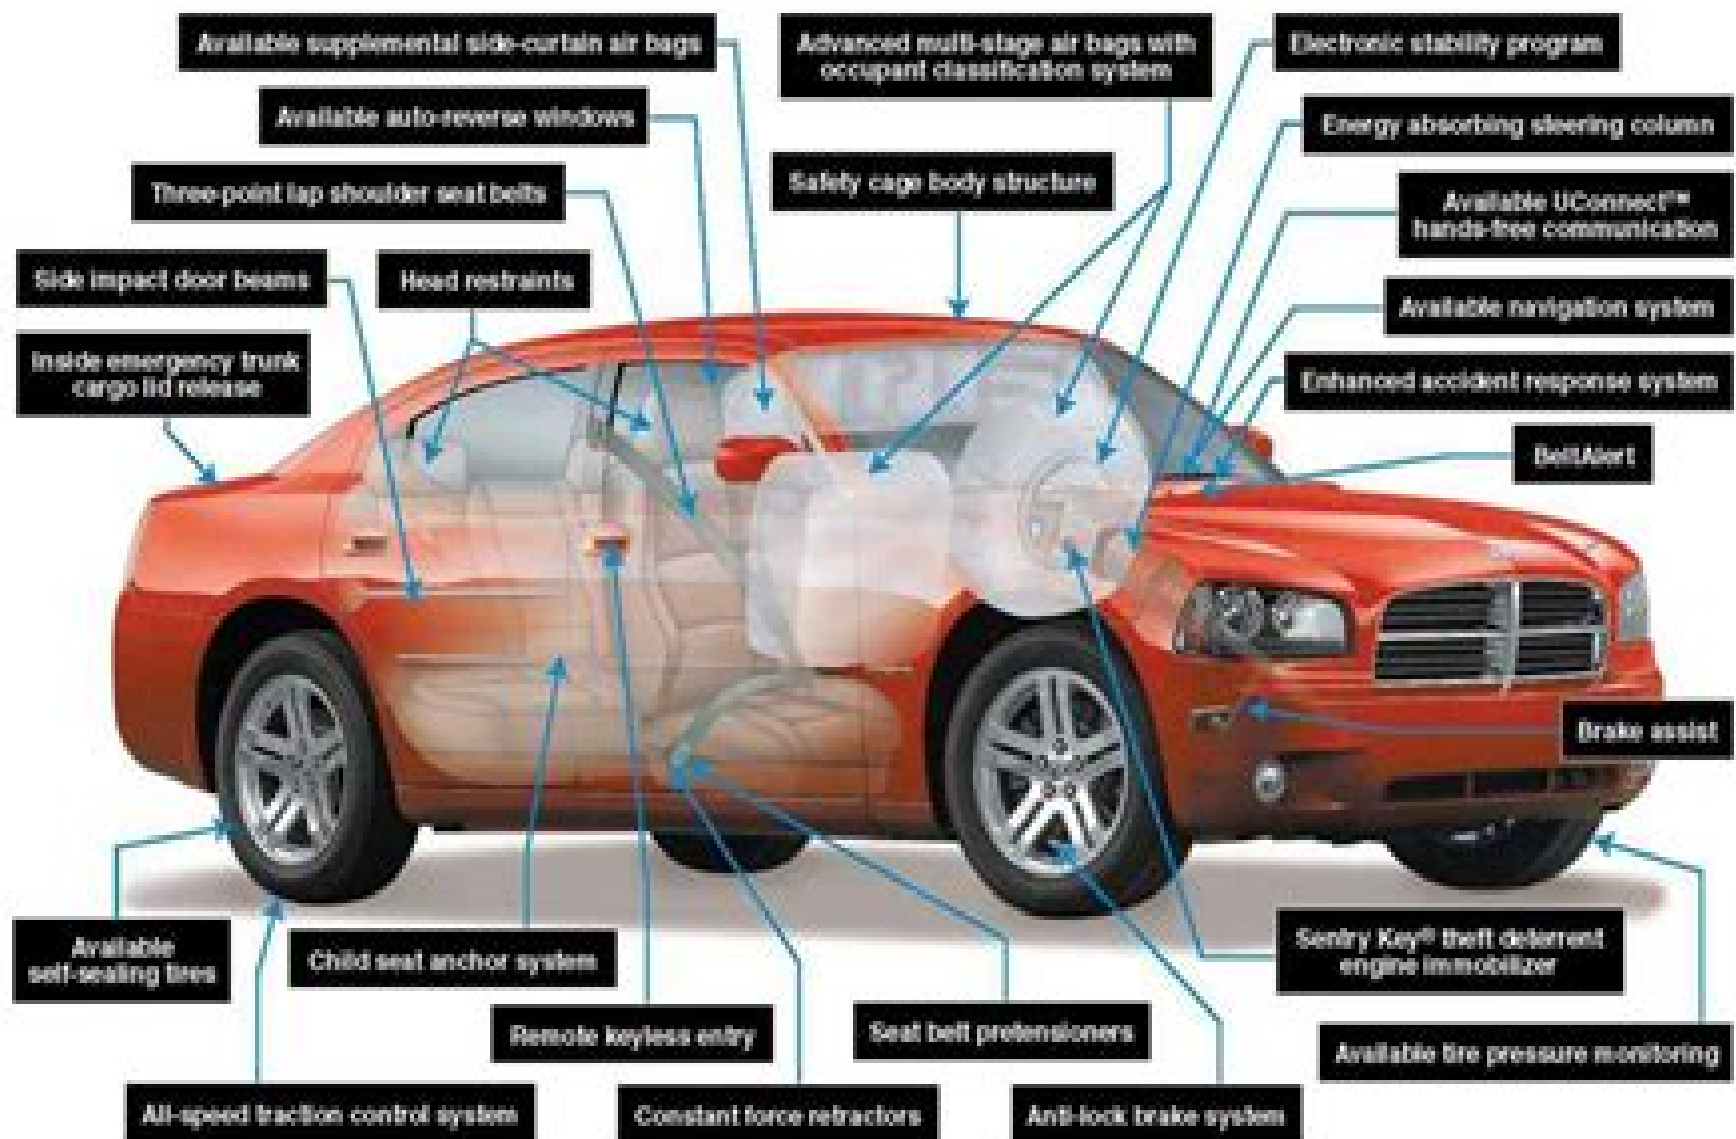 Available supplemental side-curtain air bags
Advanced multi-stage air bags with
occupant classification system
Electronic stability program
Available auto-reverse windows
Energy absorbing steering column
Three-point lap shoulder seat belts
Safety cage body structure
Available UConnect™
hands-free communication
Side impact door beams
Head restraints
Available navigation system
Inside emergency trunk
cargo lid release
Enhanced accident response system
BeltAlert
Brake assist
Available
self-sealing tires
Child seat anchor system
Sentry Key® theft deterrent
engine immobilizer
Remote keyless entry
Seat belt pretensioners
Available tire pressure monitoring
All-speed traction control system
Constant force retractors
Anti-lock brake system